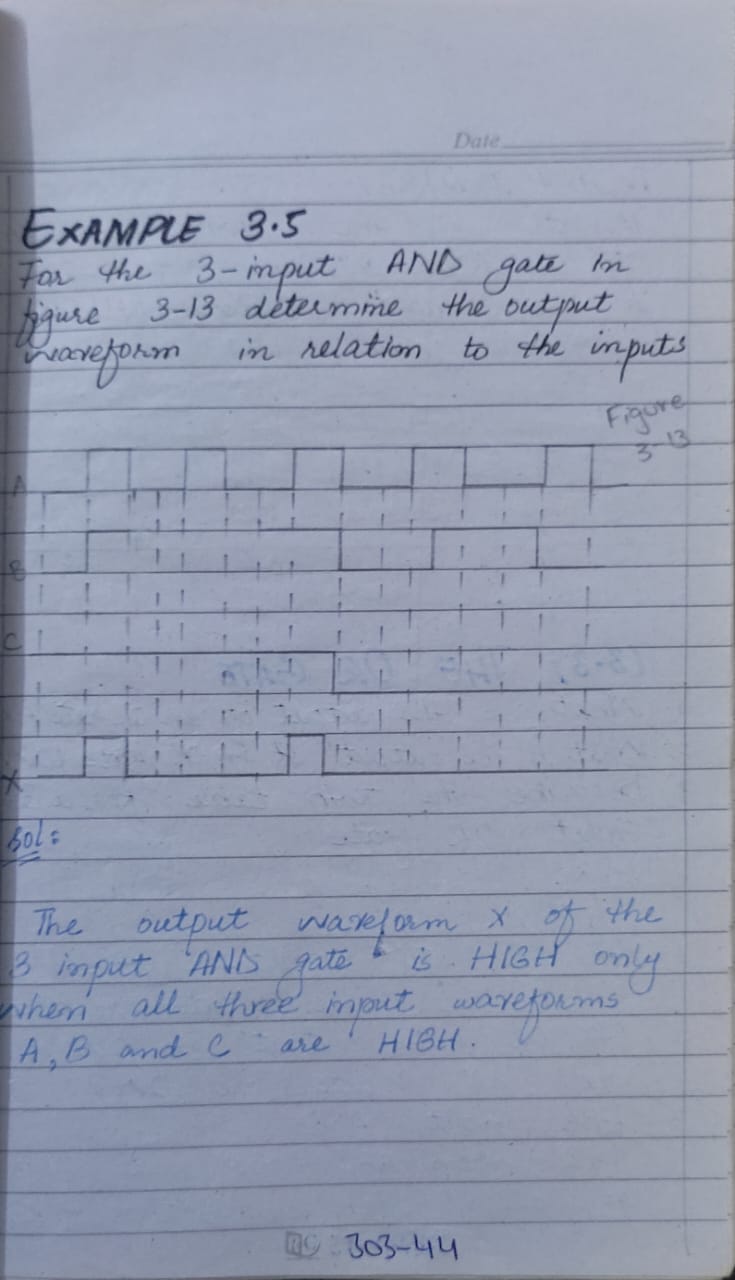 Date
EXAMPLE 3.5
For the 3-input AND gate in
figure 3-13 determine the output
waveform in relation to the inputs
Figure
3-13
A
B
C
X
Sol:
The output waveform X of the
3 input AND gate is HIGH only
when all three input waveforms
A, B and C are HIGH.
303-44